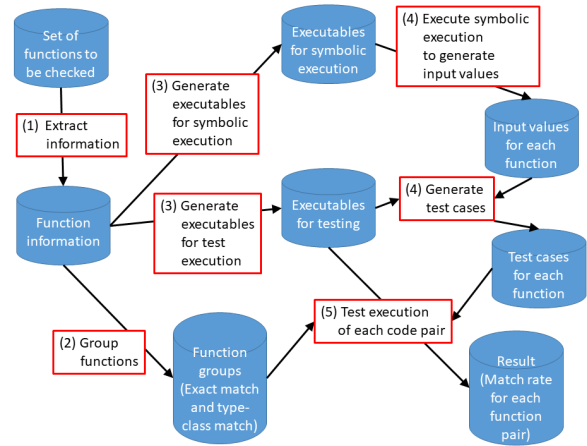 Set of
functions to
be checked
(1) Extract
information
Function
information
(3) Generate
executables
for symbolic
execution
Executables
for symbolic
execution
(4) Execute symbolic
execution
to generate
input values
Input values
for each
function
(3) Generate
executables
for test
execution
Executables
for testing
(4) Generate
test cases
Test cases
for each
function
(2) Group
functions
Function
groups
(Exact match
and type-
class match)
(5) Test execution
of each code pair
Result
(Match rate
for each
function
pair)